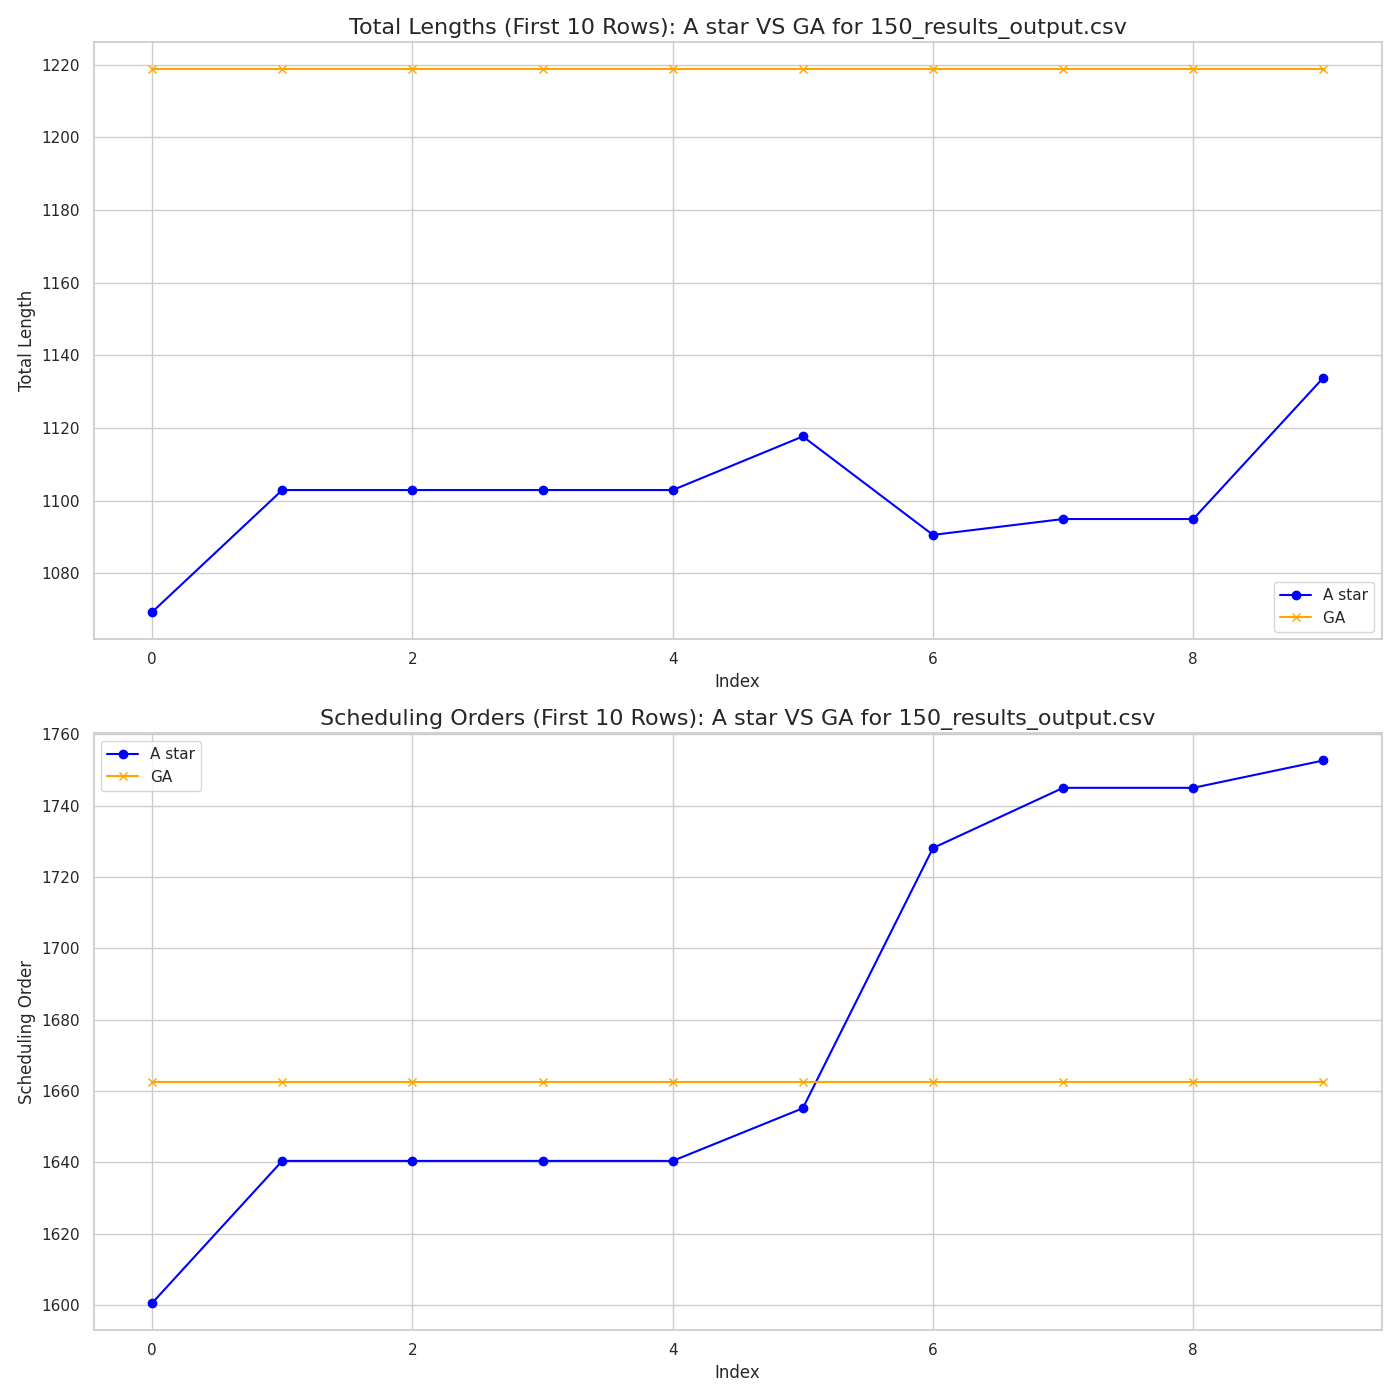 Total Lengths (First 10 Rows): A star VS GA for 150_results_output.csv
1220
1200
1180
1160
1140
1120
1100
1080
Total Length
A star
GA
0 2 4 6 8
Index
Scheduling Orders (First 10 Rows): A star VS GA for 150_results_output.csv
A star
GA
1760
1740
1720
1700
1680
1660
1640
1620
1600
Scheduling Order
0 2 4 6 8
Index